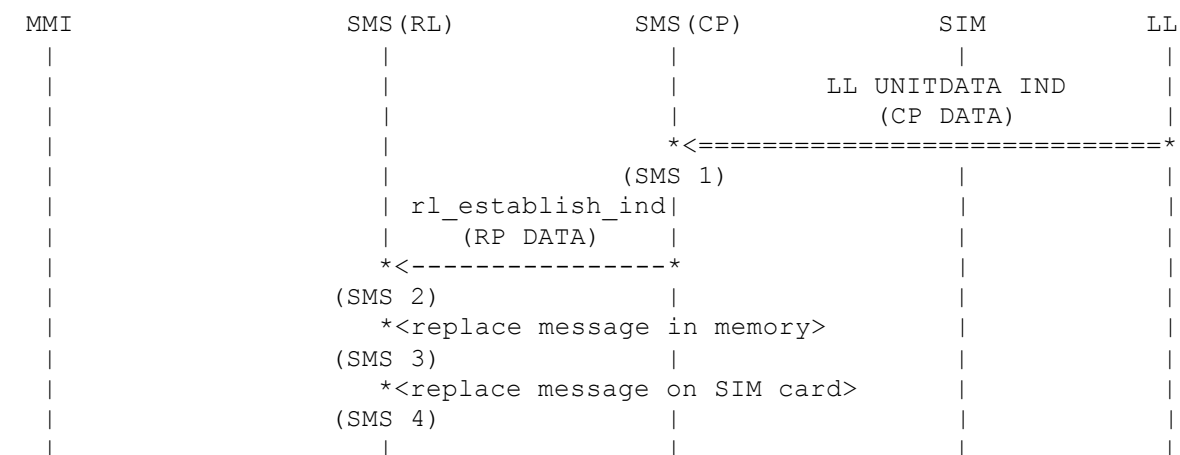 MMI SMS(RL) SMS(CP) SIM LL
| | | | |
| | | LL UNITDATA IND |
| | | (CP DATA) |
| | *<=============================*
| | (SMS 1) | |
| | rl_establish_ind| | |
| | (RP DATA) | | |
| *<----------------* | |
| (SMS 2) | | |
| *<replace message in memory> | |
| (SMS 3) | | |
| *<replace message on SIM card> | |
| (SMS 4) | | |
| | | | |